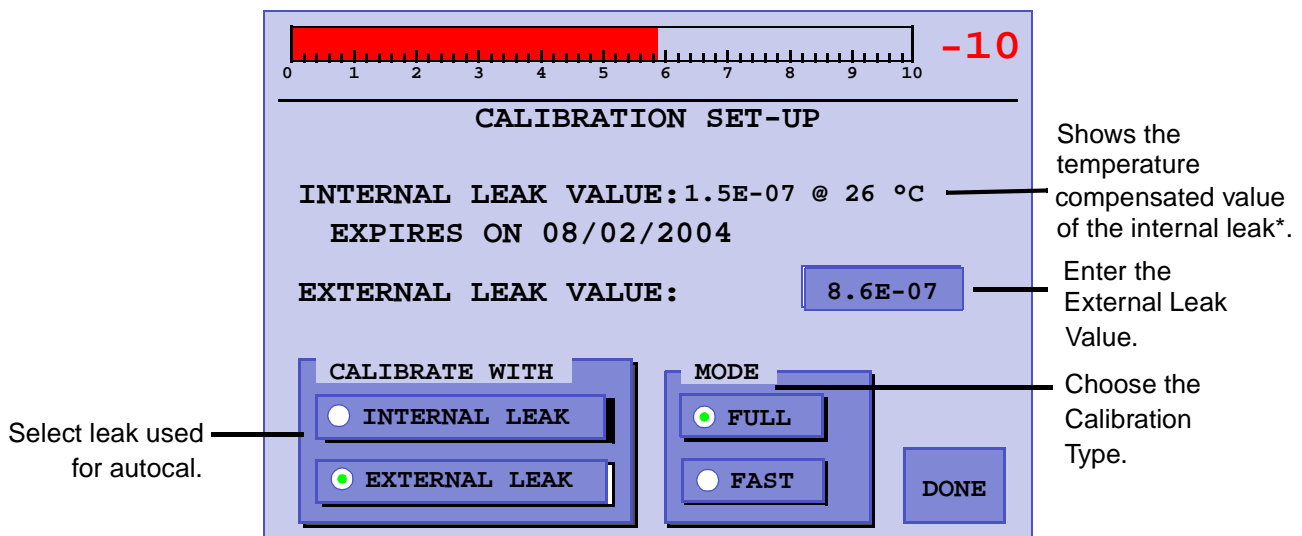 -10
0 1 2 3 4 5 6 7 8 9 10
CALIBRATION SET-UP
INTERNAL LEAK VALUE:1.5E-07 @ 26 °C
EXPIRES ON 08/02/2004
EXTERNAL LEAK VALUE: 8.6E-07
CALIBRATE WITH
INTERNAL LEAK
EXTERNAL LEAK
MODE
FULL
FAST
DONE
Shows the
temperature
compensated value
of the internal leak*.
Enter the
External Leak
Value.
Choose the
Calibration
Type.
Select leak used
for autocal.